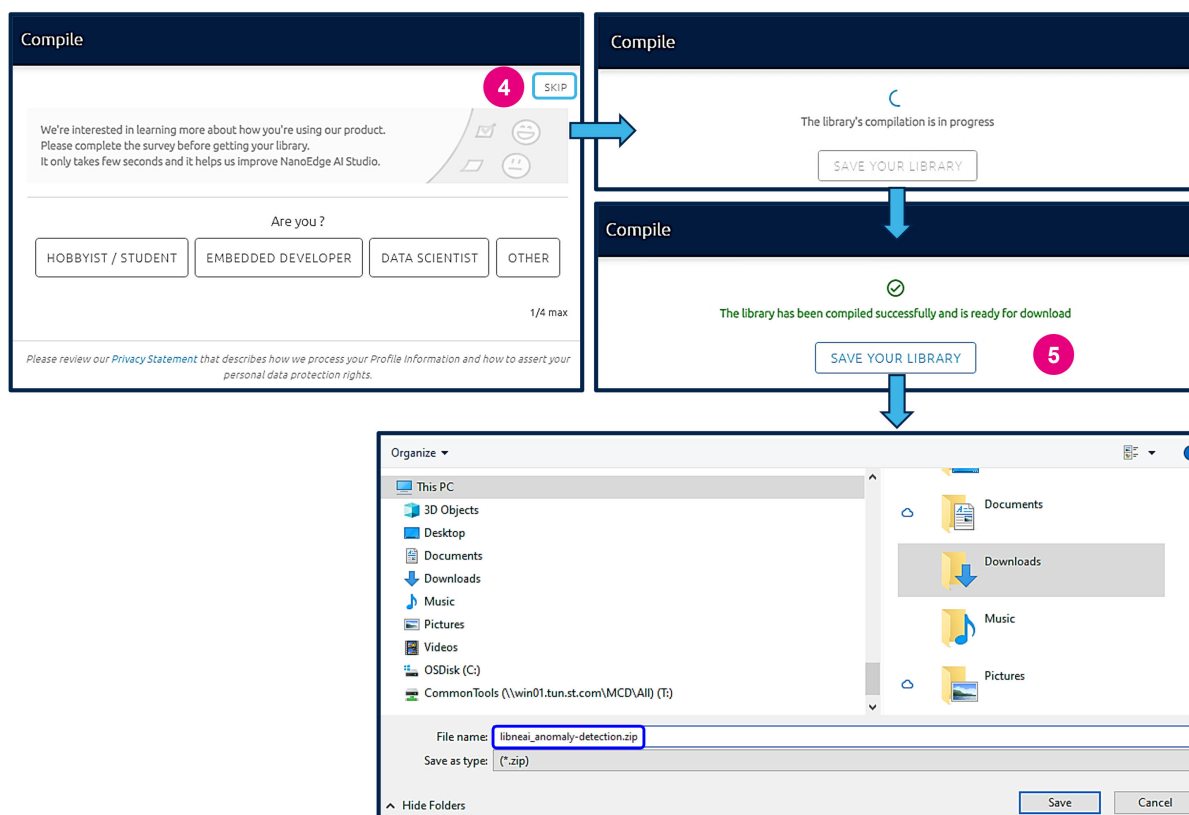 Compile
4
SKIP
We're interested in learning more about how you're using our product.
Please complete the survey before getting your library.
It only takes few seconds and it helps us improve NanoEdge AI Studio.
Are you ?
HOBBYIST / STUDENT
EMBEDDED DEVELOPER
DATA SCIENTIST
OTHER
1/4 max
Please review our Privacy Statement that describes how we process your Profile Information and how to assert your
personal data protection rights.
Compile
The library's compilation is in progress
SAVE YOUR LIBRARY
Compile
The library has been compiled successfully and is ready for download
SAVE YOUR LIBRARY
5
Organize
This PC
3D Objects
Desktop
Documents
Downloads
Music
Pictures
Videos
OSDisk (C:)
CommonTools (\\win01.tun.st.com\MCD\All) (T:)
Documents
Downloads
Music
Pictures
File name: libneai_anomaly-detection.zip
Save as type: (*.zip)
Hide Folders
Save
Cancel